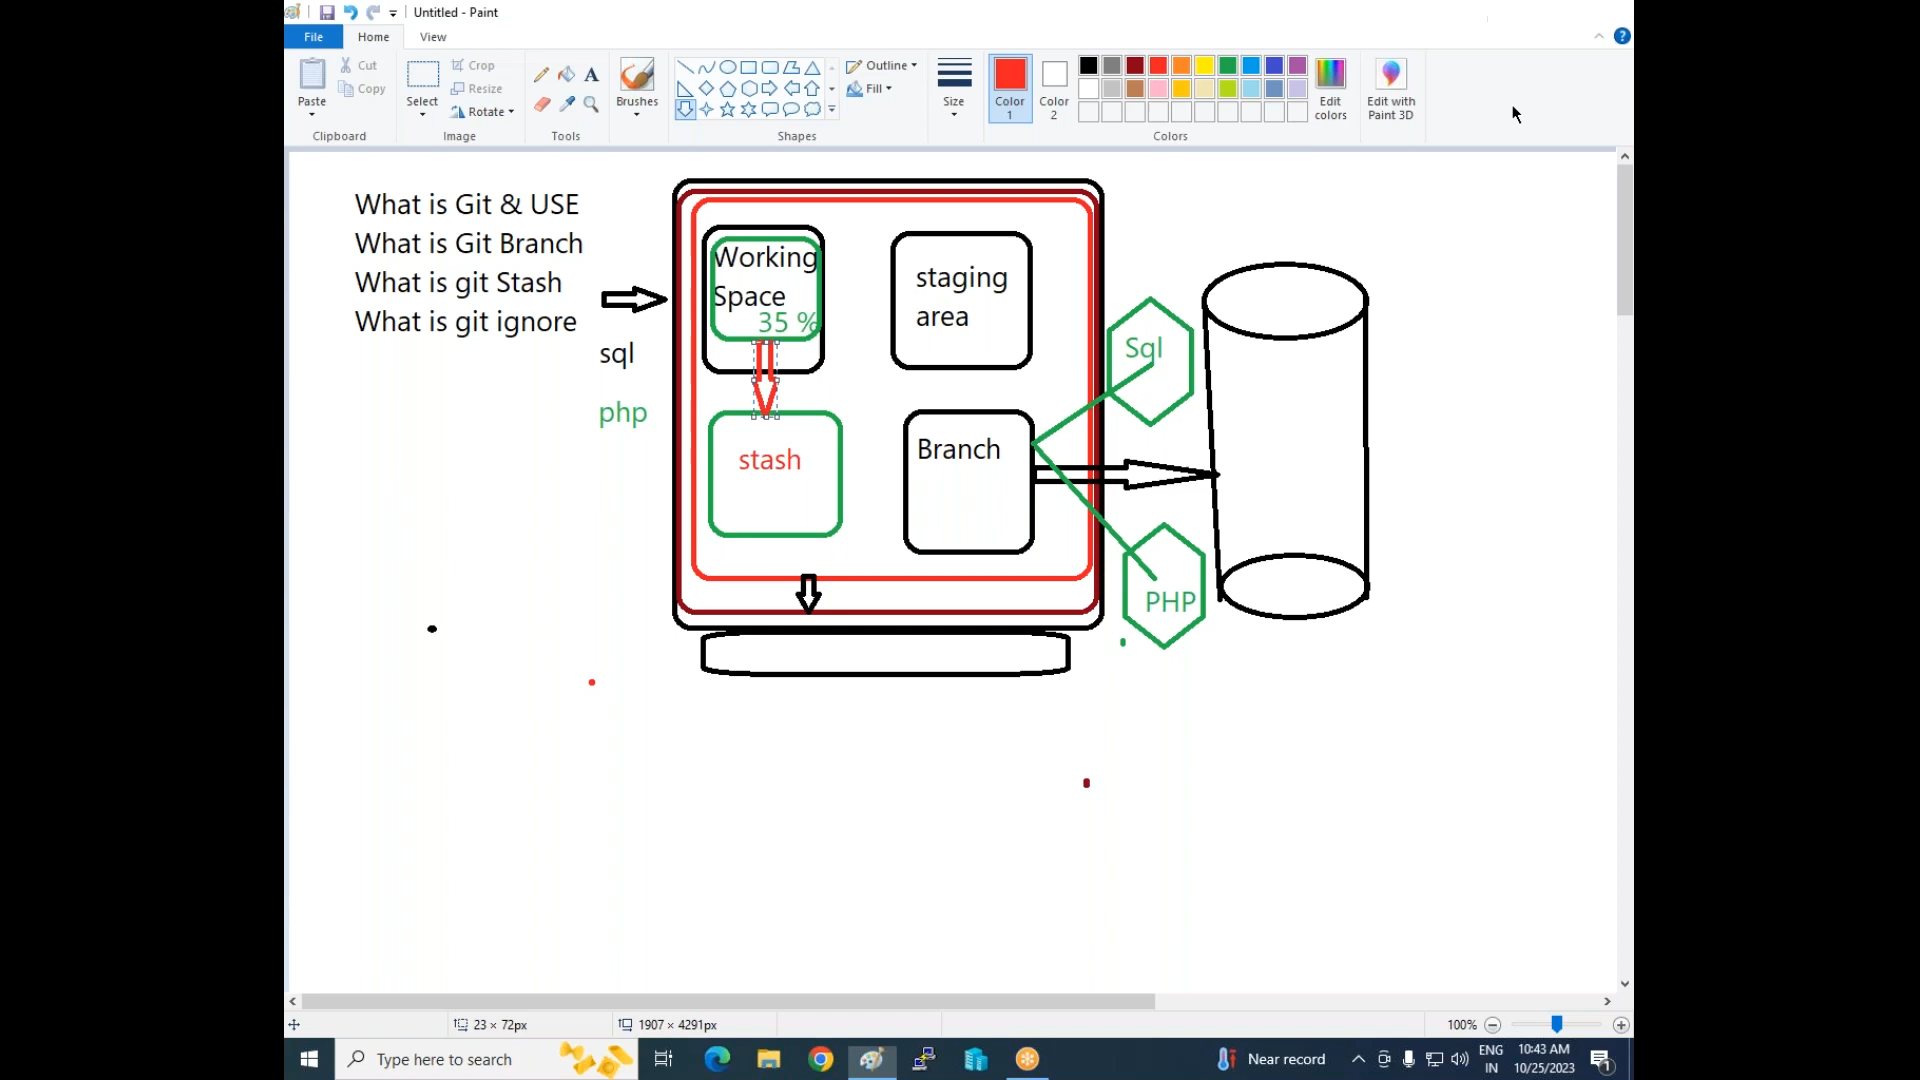 Untitled - Paint
File
Home
View
Paste
Cut
Copy
Clipboard
Select
Crop
Resize
Rotate
Image
Tools
Brushes
Shapes
Outline
Fill
Size
Color 1
Color 2
Colors
Edit colors
Edit with Paint 3D
What is Git & USE
What is Git Branch
What is git Stash
What is git ignore
sql
php
Working
Space
35 %
staging
area
stash
Branch
Sql
PHP
23 × 72px
1907 × 4291px
100%
Type here to search
Near record
ENG
IN
10:43 AM
10/25/2023
1